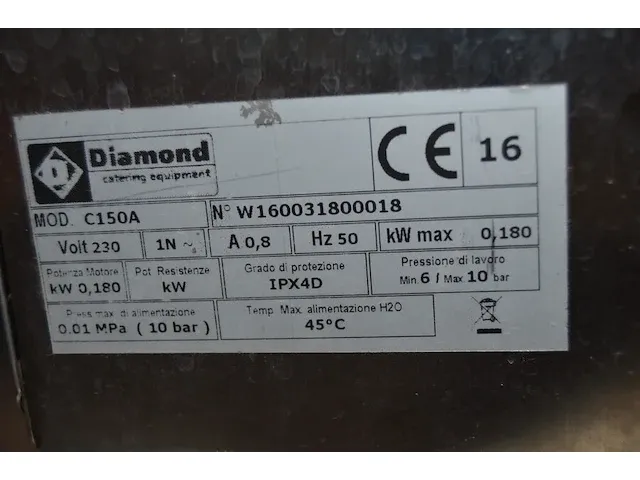 D
Diamond
catering equipment
CE
16
MOD. C150A
N° W160031800018
Volt 230
1N ~
A 0,8
Hz 50
kW max 0,180
Potenza Motore
kW 0,180
Pot. Resistenze
kW
Grado di protezione
IPX4D
Pressione di lavoro
Min 6 / Max 10 bar
Press max di alimentazione
0.01 MPa ( 10 bar )
Temp. Max. alimentazione H2O
45°C